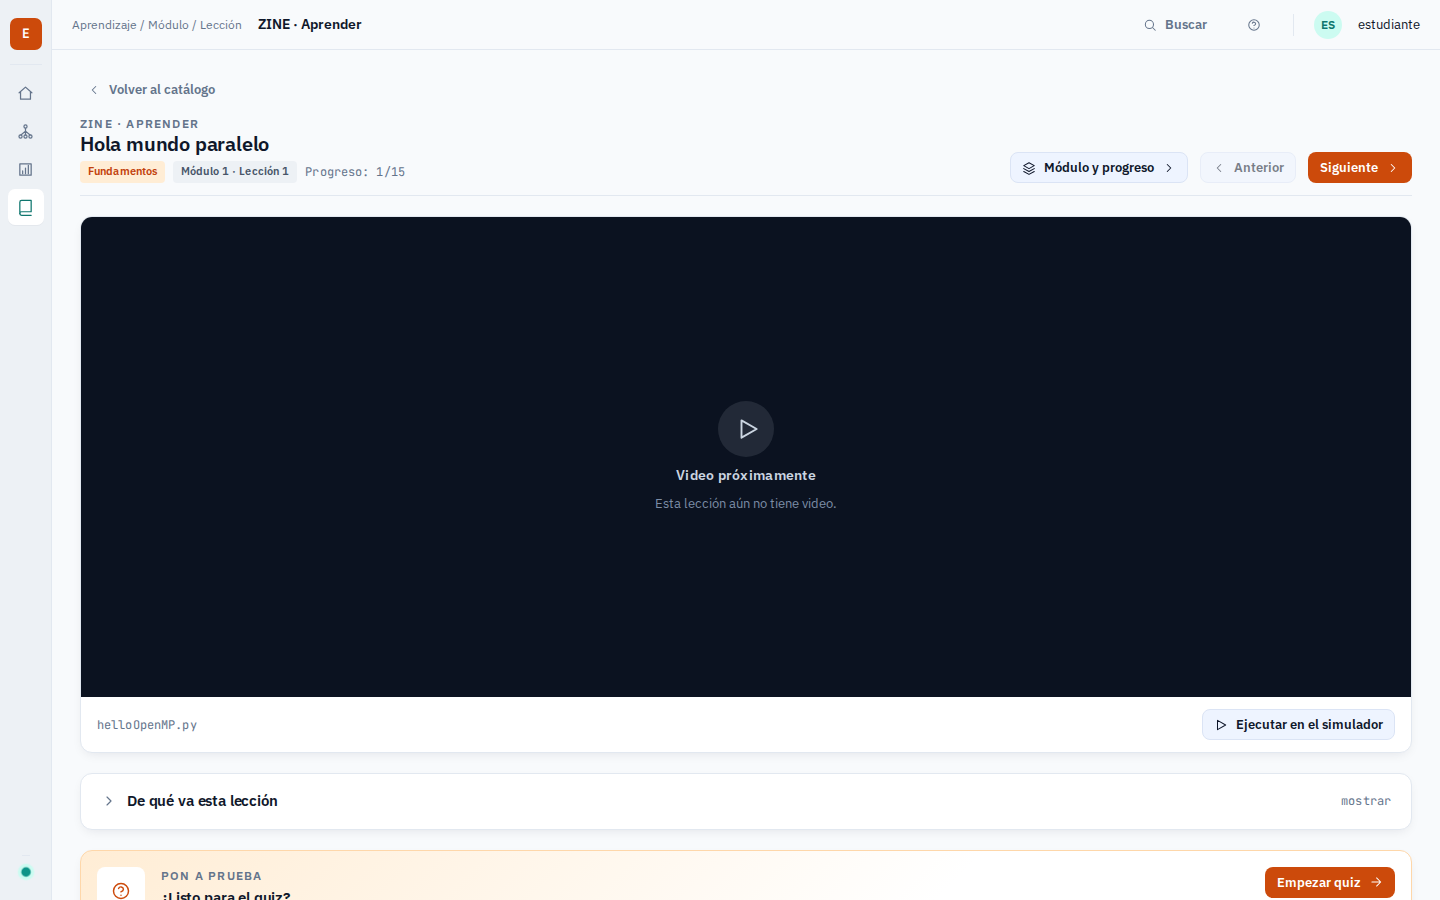 E
Aprendizaje / Módulo / Lección
ZINE · Aprender
Buscar
ES
estudiante
Volver al catálogo
ZINE · APRENDER
Hola mundo paralelo
Fundamentos
Módulo 1 · Lección 1
Progreso: 1/15
Módulo y progreso
Anterior
Siguiente
Video próximamente
Esta lección aún no tiene video.
helloOpenMP.py
Ejecutar en el simulador
De qué va esta lección
mostrar
PON A PRUEBA
¿Listo para el quiz?
Empezar quiz